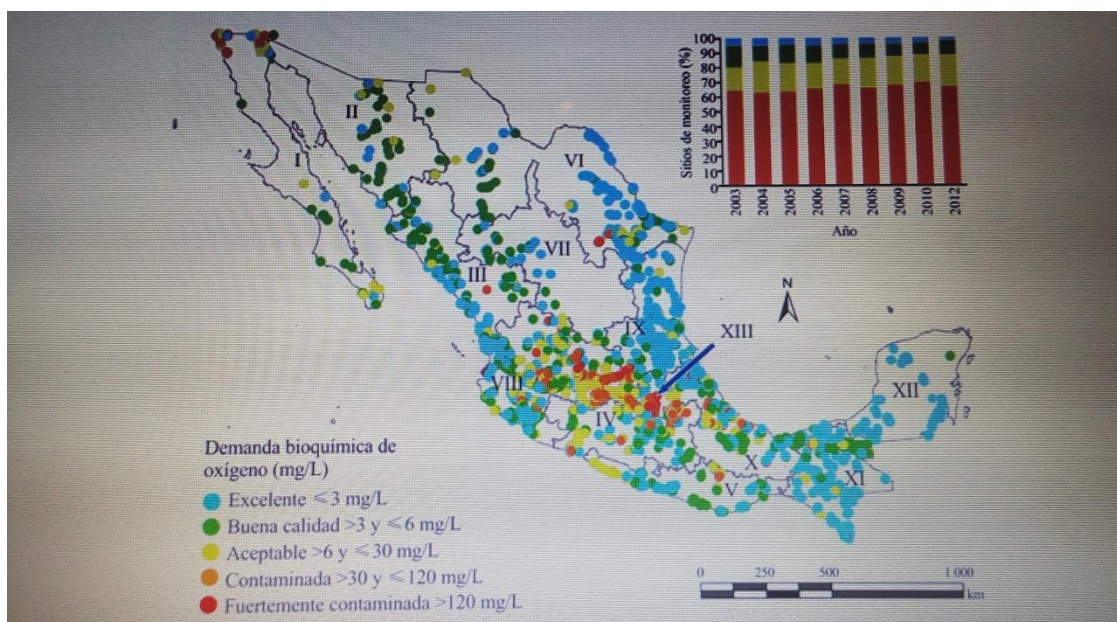 Sitios de monitoreo (%)
100
90
80
70
60
50
40
30
20
10
0
2003
2004
2005
2006
2007
2008
2009
2010
2012
Año
I
II
III
IV
V
VI
VII
VIII
IX
X
XI
XII
XIII
N
Demanda bioquímica de
oxígeno (mg/L)
Excelente ≤3 mg/L
Buena calidad >3 y ≤6 mg/L
Aceptable >6 y ≤30 mg/L
Contaminada >30 y ≤120 mg/L
Fuertemente contaminada >120 mg/L
0 250 500 1 000
km